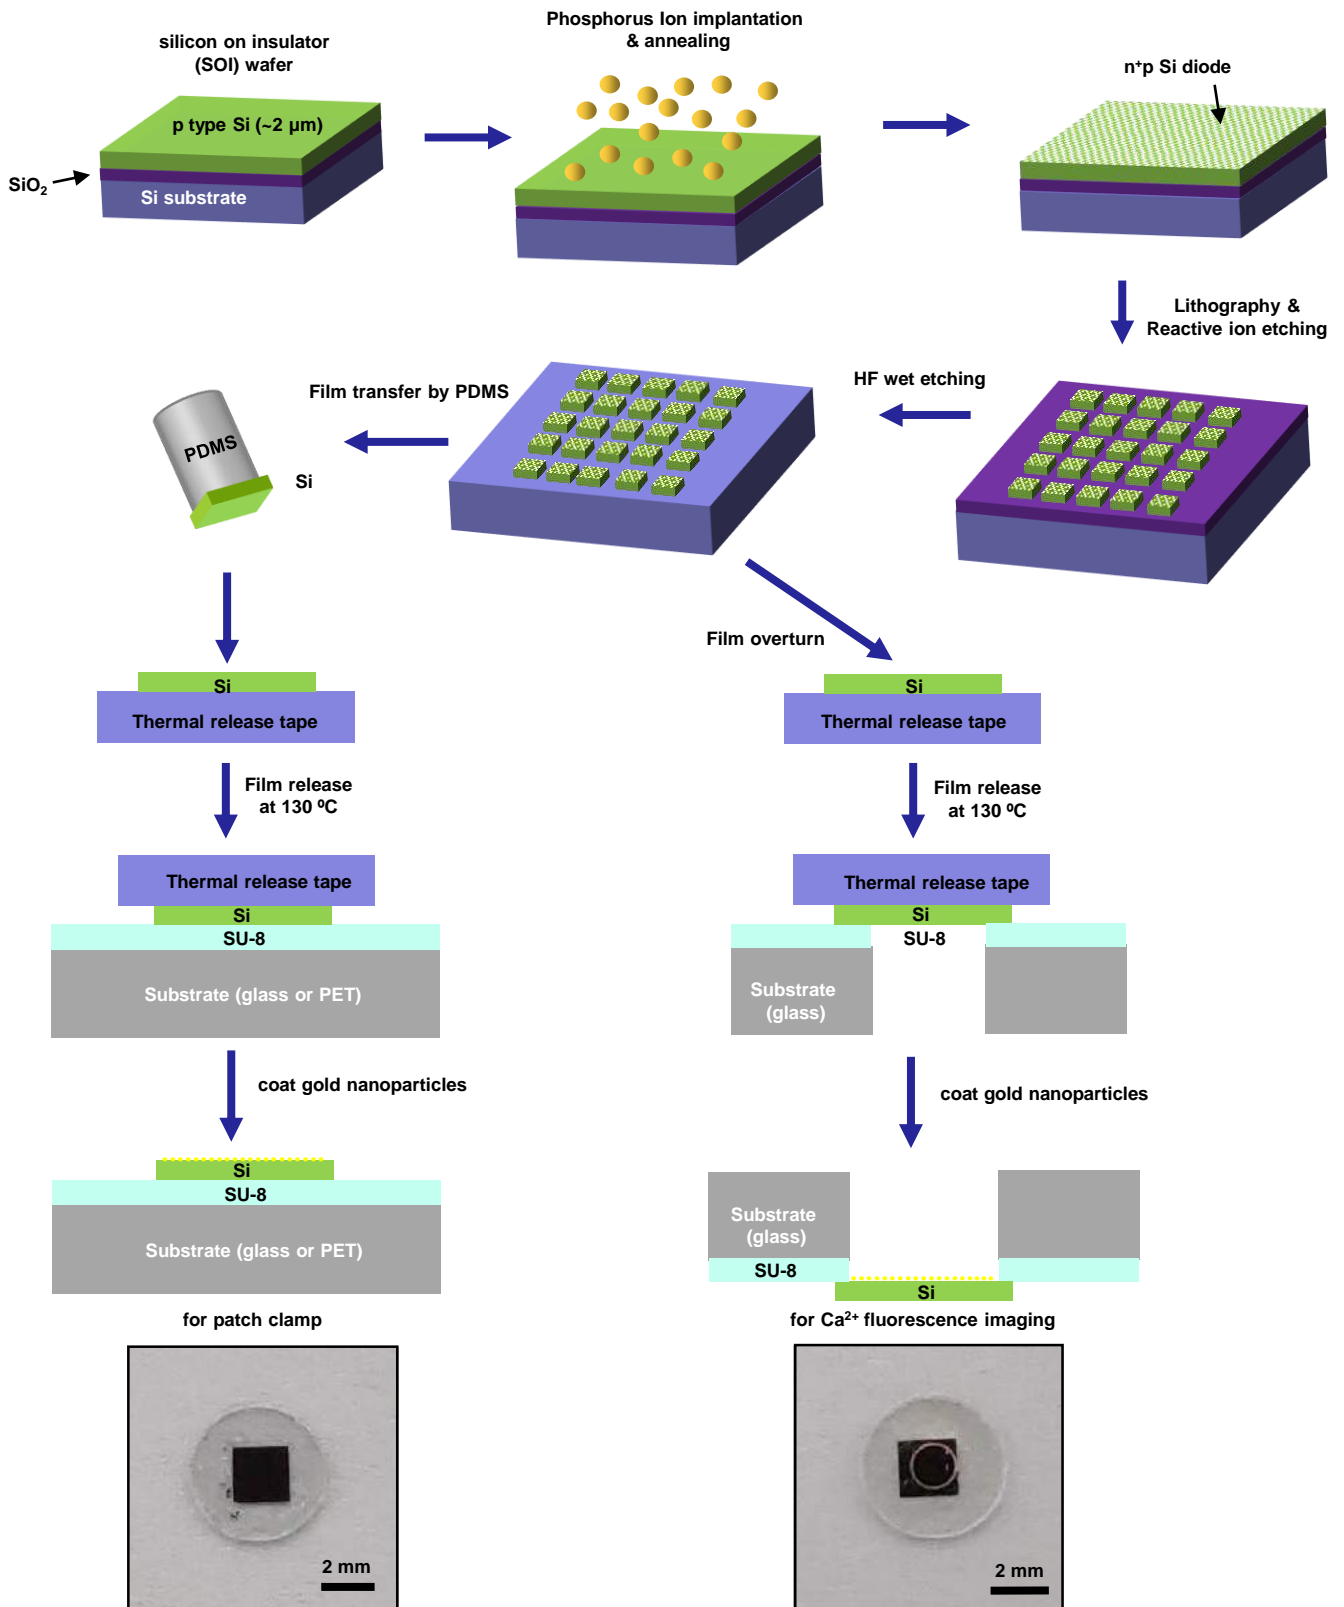 silicon on insulator
(SOI) wafer
Phosphorus Ion implantation
& annealing
n⁺p Si diode
p type Si (~2 μm)
SiO₂
Si substrate
Lithography &
Reactive ion etching
HF wet etching
Film transfer by PDMS
PDMS
Si
Film overturn
Si
Thermal release tape
Si
Thermal release tape
Film release
at 130 ⁰C
Film release
at 130 ⁰C
Thermal release tape
Si
SU-8
Substrate (glass or PET)
Thermal release tape
Si
SU-8
Substrate
(glass)
coat gold nanoparticles
coat gold nanoparticles
Si
SU-8
Substrate (glass or PET)
Substrate
(glass)
SU-8
Si
for patch clamp
for Ca²⁺ fluorescence imaging
2 mm
2 mm